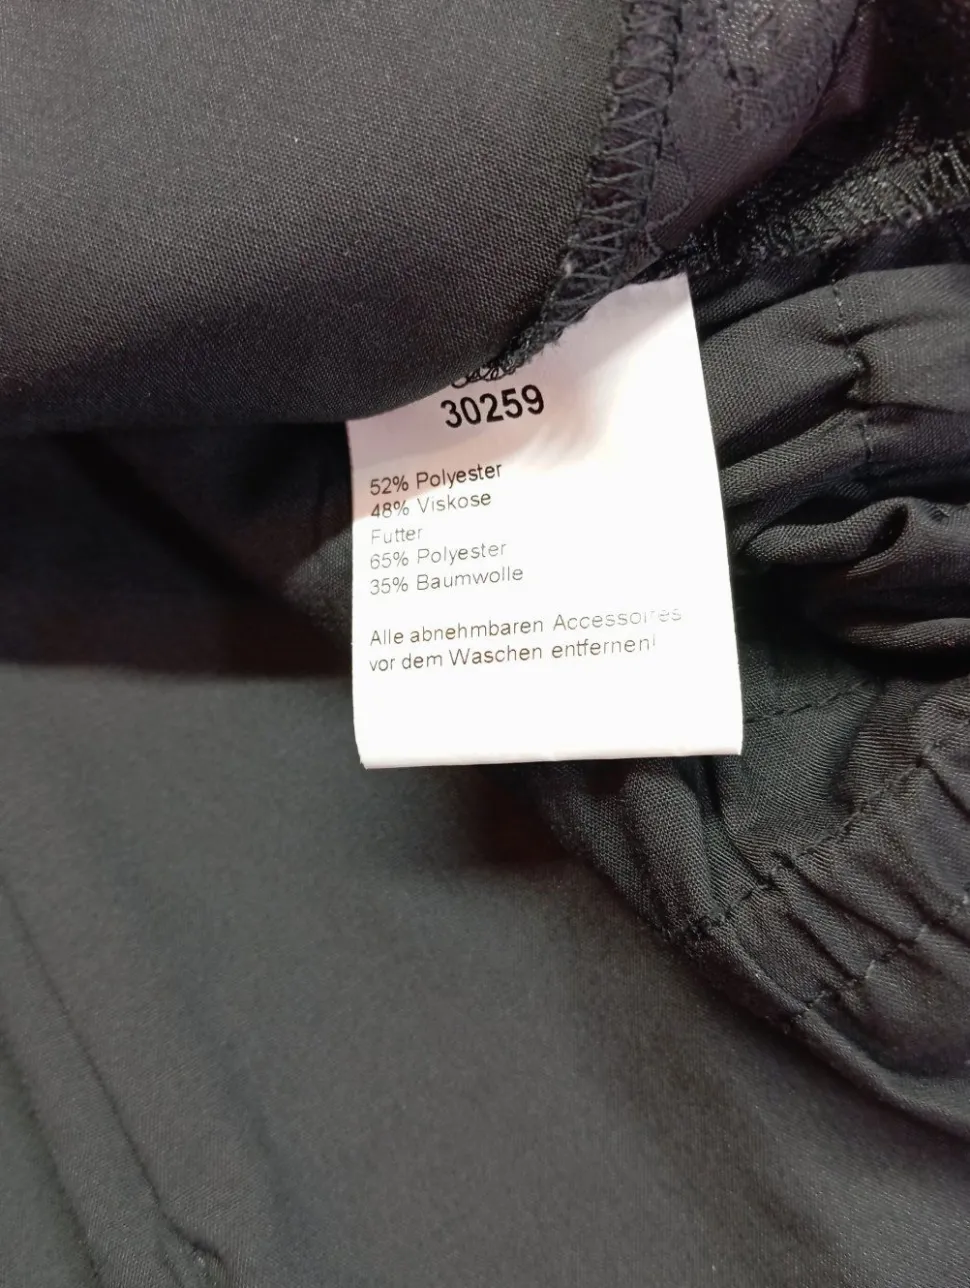 30259
52% Polyester
48% Viskose
Futter
65% Polyester
35% Baumwolle
Alle abnehmbaren Accessoires
vor dem Waschen entfernen!